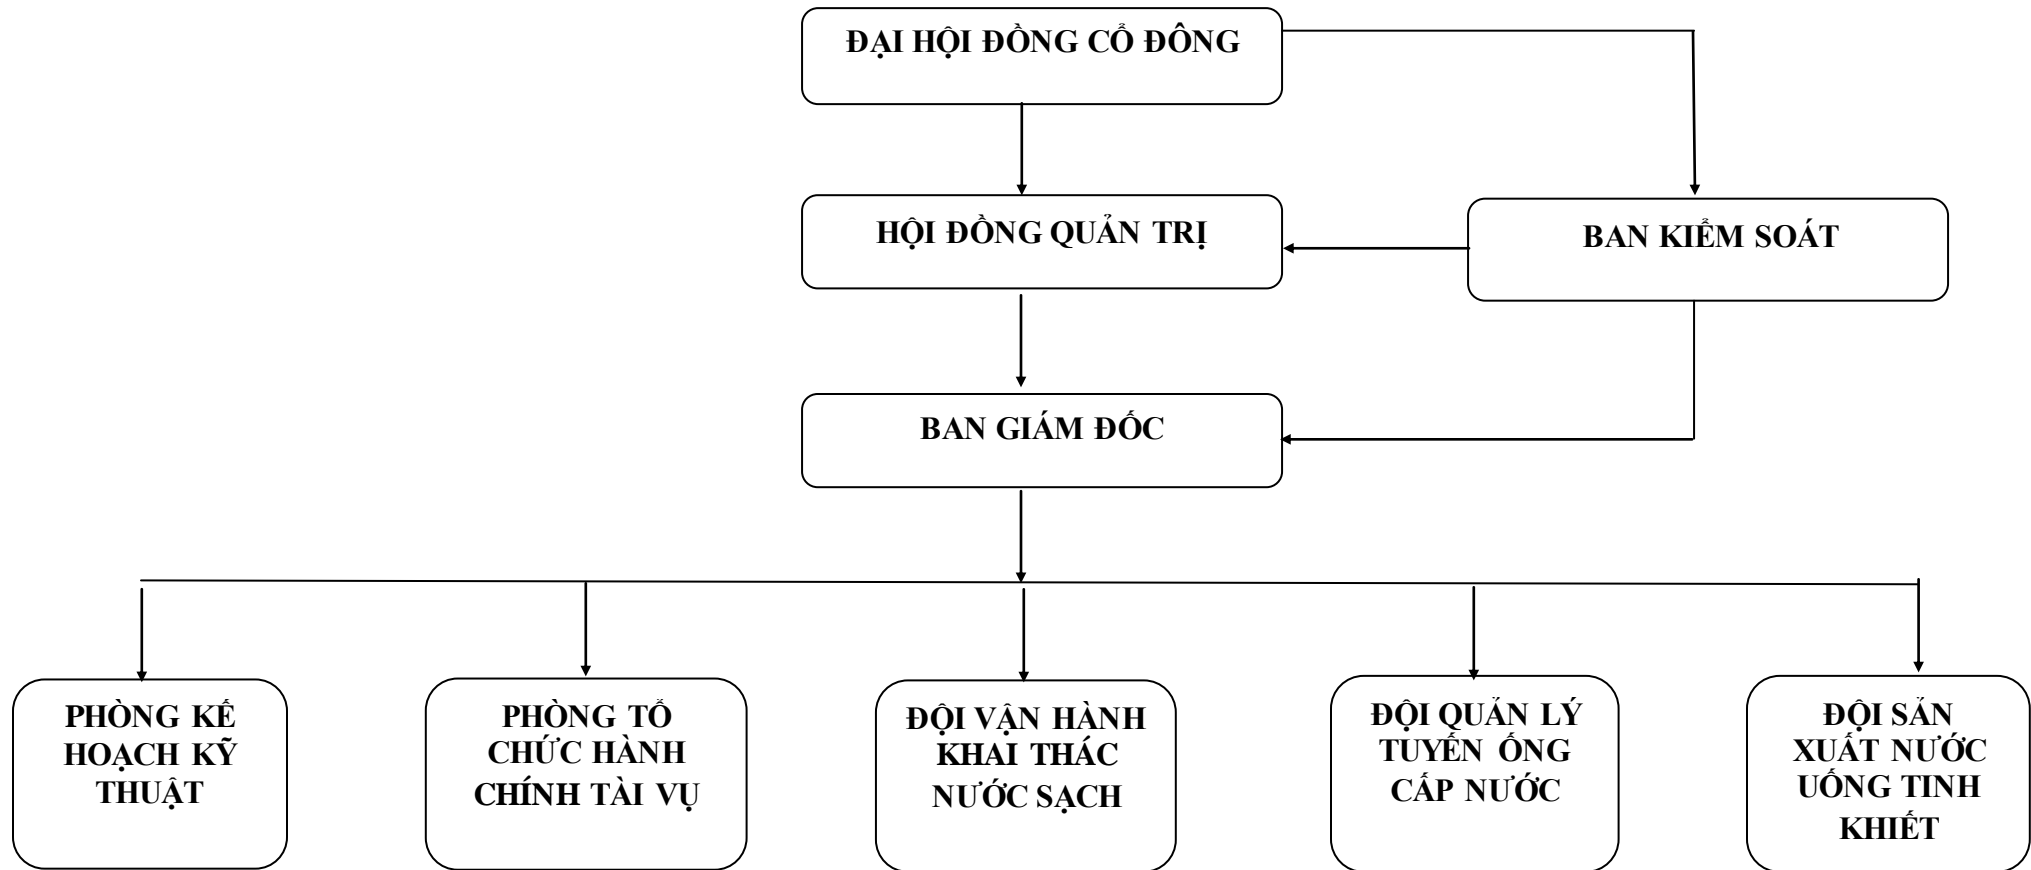 ĐẠI HỘI ĐỒNG CỔ ĐÔNG
HỘI ĐỒNG QUẢN TRỊ
BAN KIỂM SOÁT
BAN GIÁM ĐỐC
PHÒNG KẾ
HOẠCH KỸ
THUẬT
PHÒNG TỔ
CHỨC HÀNH
CHÍNH TÀI VỤ
ĐỘI VẬN HÀNH
KHAI THÁC
NƯỚC SẠCH
ĐỘI QUẢN LÝ
TUYẾN ỐNG
CẤP NƯỚC
ĐỘI SẢN
XUẤT NƯỚC
UỐNG TINH
KHIẾT